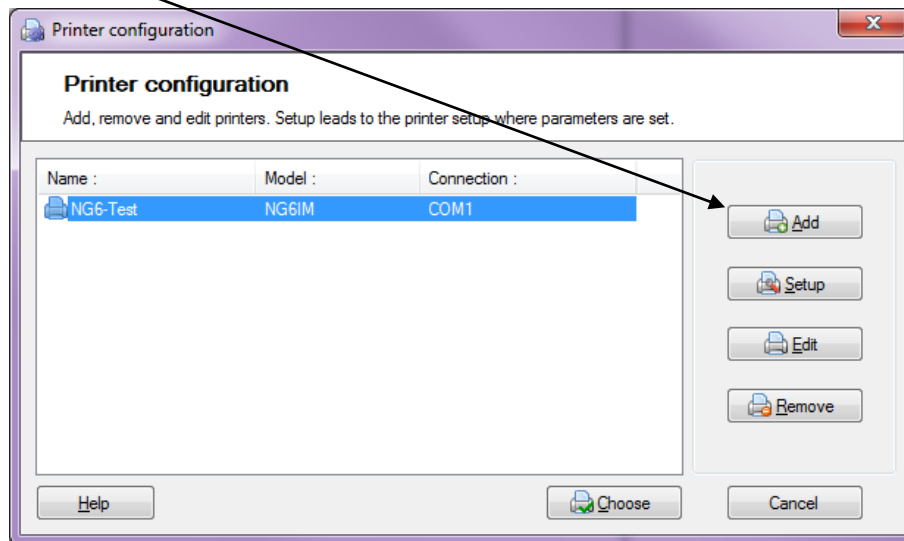 Printer configuration
x
Printer configuration
Add, remove and edit printers. Setup leads to the printer setup where parameters are set.
Name : Model : Connection :
NG6-Test NG6IM COM1
Add
Setup
Edit
Remove
Help Choose Cancel